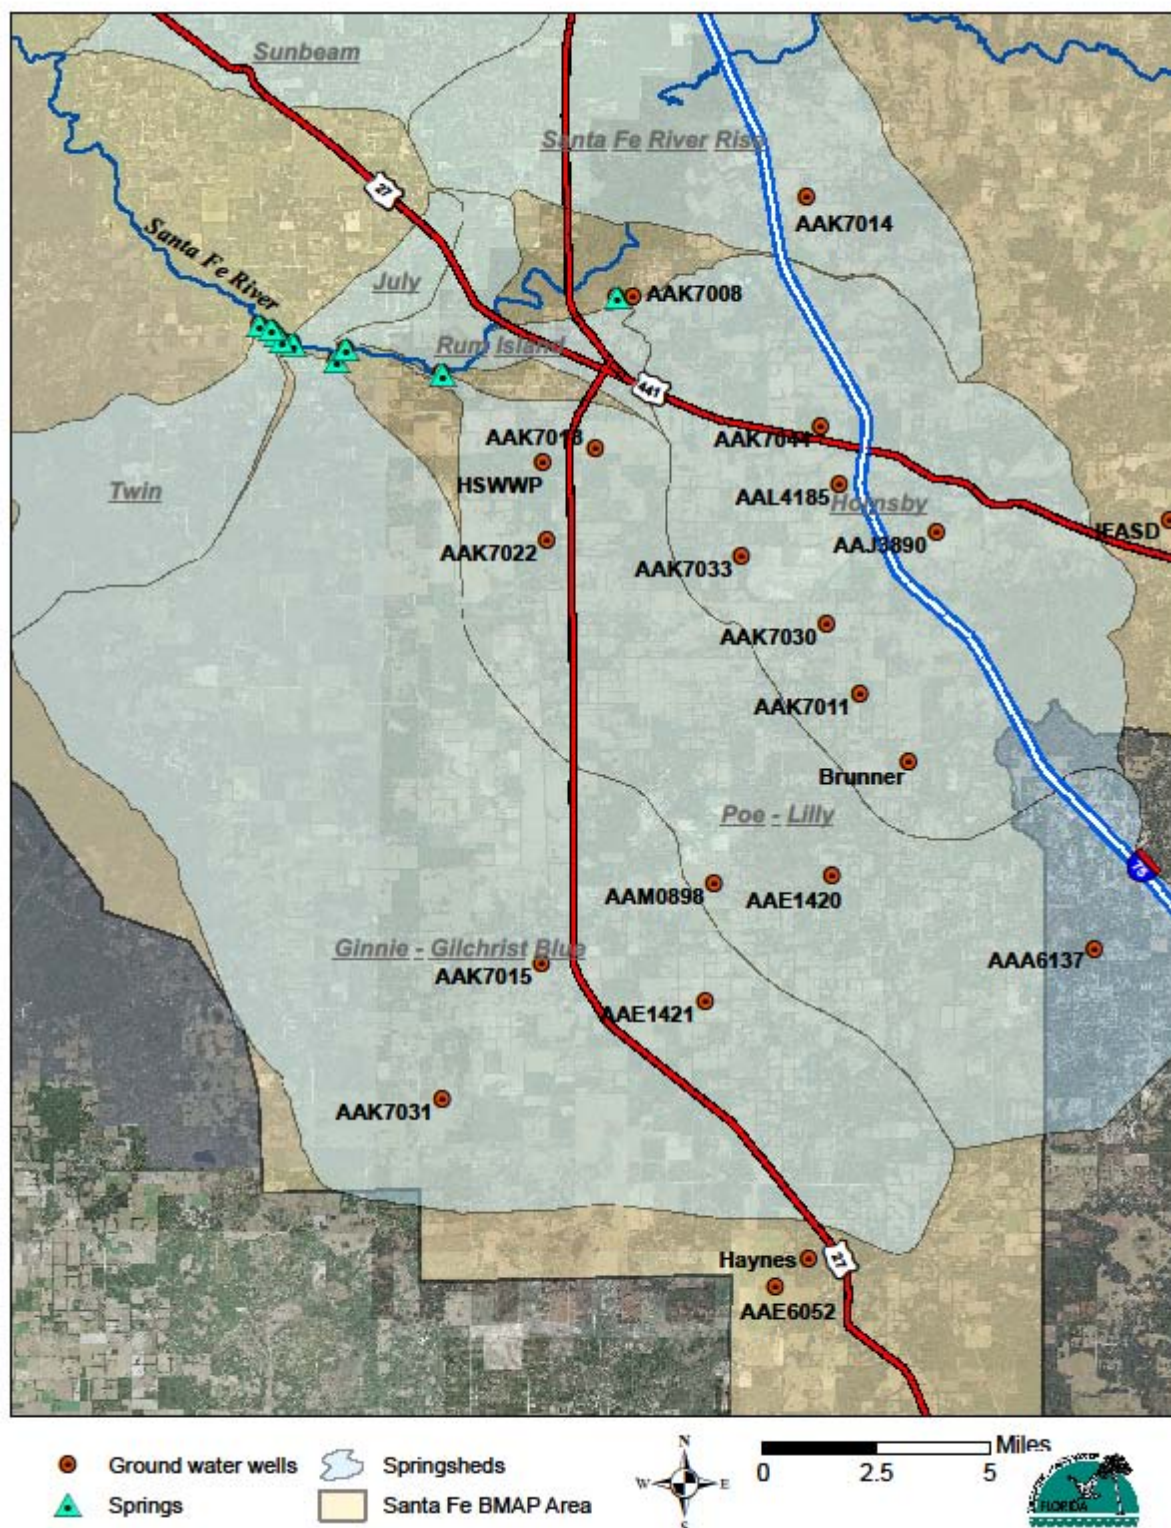 Sunbeam
Santa Fe River Rise
27
AAK7014
Santa Fe River
July
AAK7008
Rum Island
441
AAK7013
AAK7044
HSWWP
Twin
AAL4185
Hornsby
AAJ3890
IFASD
AAK7022
AAK7033
AAK7030
AAK7011
Brunner
Poe - Lilly
75
AAM0898
AAE1420
Ginnie - Gilchrist Blue
AAA6137
AAK7015
AAE1421
AAK7031
Haynes
27
AAE6052
Ground water wells
Springsheds
Springs
Santa Fe BMAP Area
N
W
E
S
Miles
0
2.5
5
FLORIDA